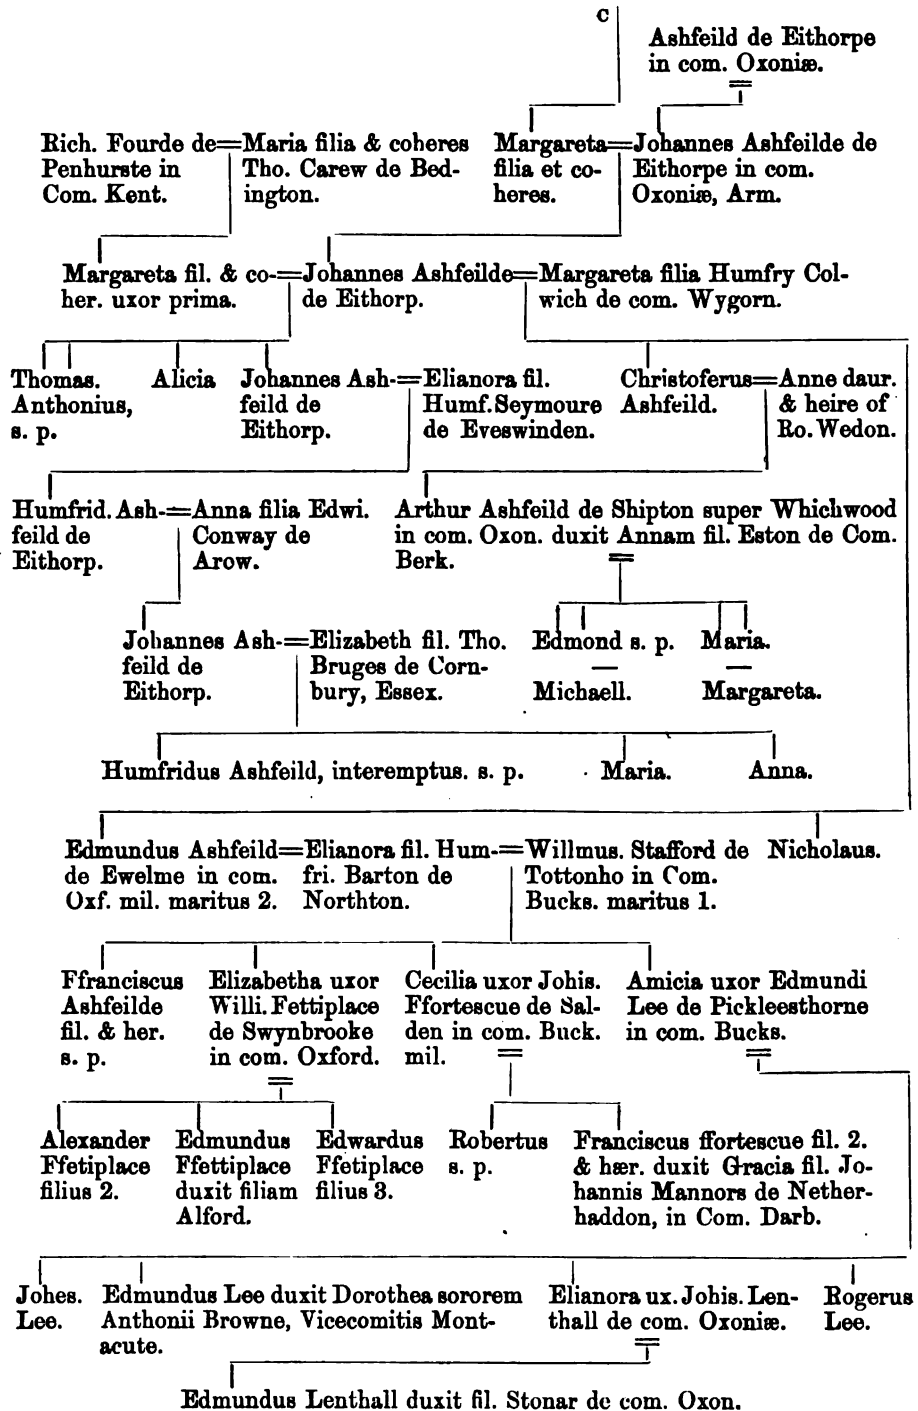 C
Ashfeild de Eithorpe
in com. Oxoniæ.
Rich. Fourde de=Maria filia & coheres
Penhurste in Tho. Carew de Bed-
Com. Kent. ington.
Margareta=Johannes Ashfeilde de
filia et co- Eithorpe in com.
heres. Oxoniæ, Arm.
Margareta fil. & co-=Johannes Ashfeilde=Margareta filia Humfry Col-
her. uxor prima. de Eithorp. wich de com. Wygorn.
Thomas. Alicia Johannes Ash-=Elianora fil. Christoferus=Anne daur.
Anthonius, feild de Humf. Seymoure Ashfeild. & heire of
s. p. Eithorp. de Eveswinden. Ro. Wedon.
Humfrid. Ash-=Anna filia Edwi. Arthur Ashfeild de Shipton super Whichwood
feild de Conway de in com. Oxon. duxit Annam fil. Eston de Com.
Eithorp. Arow. Berk.
Johannes Ash-=Elizabeth fil. Tho. Edmond s. p. Maria.
feild de Bruges de Corn- — —
Eithorp. bury, Essex. Michaell. Margareta.
Humfridus Ashfeild, interemptus. s. p. Maria. Anna.
Edmundus Ashfeild=Elianora fil. Hum-=Willmus. Stafford de Nicholaus.
de Ewelme in com. fri. Barton de Tottonho in Com.
Oxf. mil. maritus 2. Northton. Bucks. maritus 1.
Ffranciscus Elizabetha uxor Cecilia uxor Johis. Amicia uxor Edmundi
Ashfeilde Willi. Fettiplace Ffortescue de Sal- Lee de Pickleesthorne
fil. & her. de Swynbrooke den in com. Buck. in com. Bucks.
s. p. in com. Oxford. mil.
Alexander Edmundus Edwardus Robertus Franciscus ffortescue fil. 2.
Ffetiplace Ffettiplace Ffetiplace s. p. & hær. duxit Gracia fil. Jo-
filius 2. duxit filiam filius 3. hannis Mannors de Nether-
Alford. haddon, in Com. Darb.
Johes. Edmundus Lee duxit Dorothea sororem Elianora ux. Johis. Len- Rogerus
Lee. Anthonii Browne, Vicecomitis Mont- thall de com. Oxoniæ. Lee.
acute.
Edmundus Lenthall duxit fil. Stonar de com. Oxon.